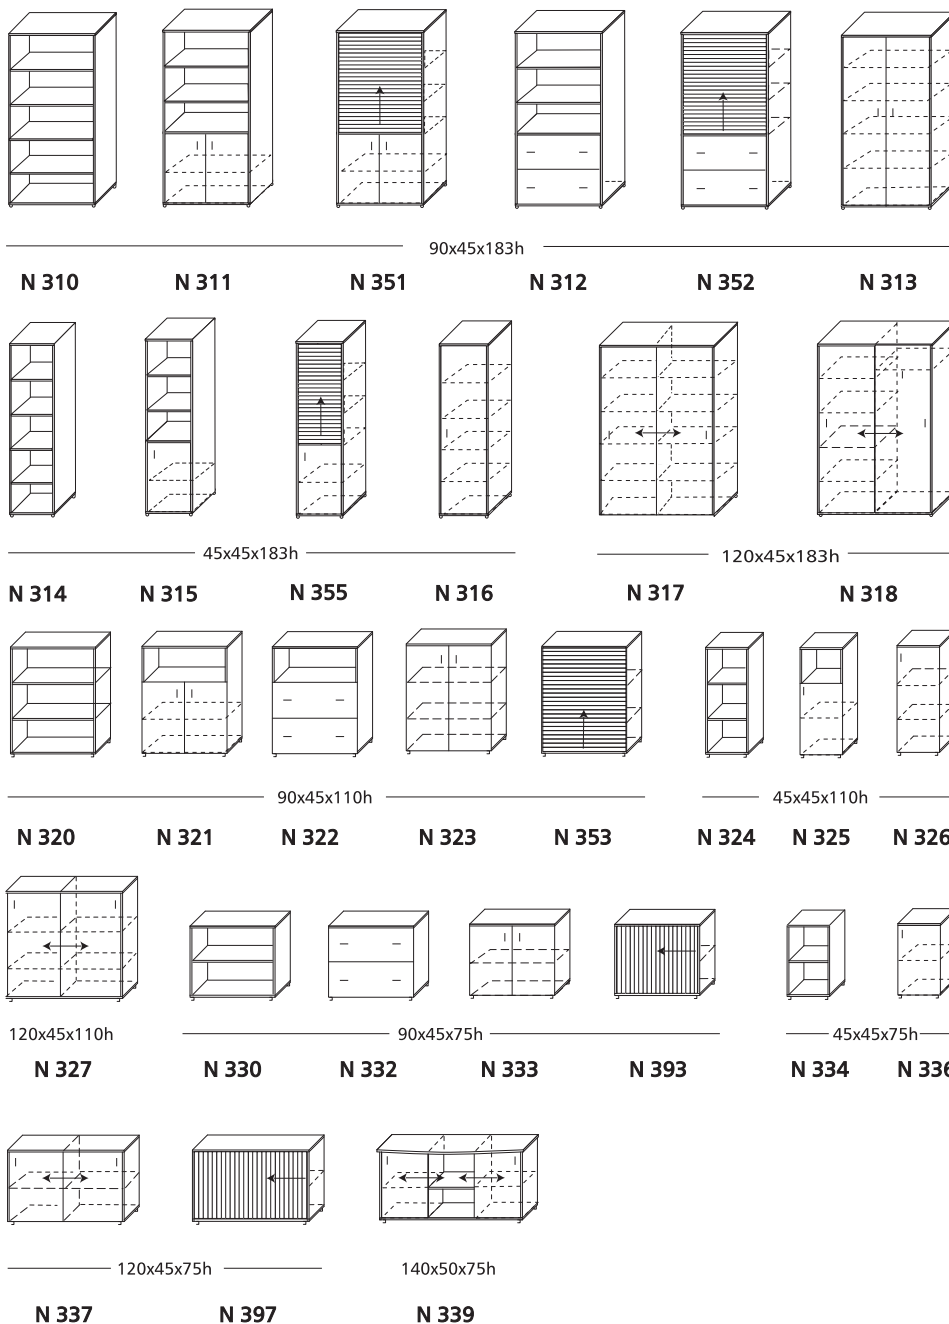 90x45x183h
N 310 N 311 N 351 N 312 N 352 N 313
45x45x183h 120x45x183h
N 314 N 315 N 355 N 316 N 317 N 318
90x45x110h 45x45x110h
N 320 N 321 N 322 N 323 N 353 N 324 N 325 N 326
120x45x110h 90x45x75h 45x45x75h
N 327 N 330 N 332 N 333 N 393 N 334 N 336
120x45x75h 140x50x75h
N 337 N 397 N 339